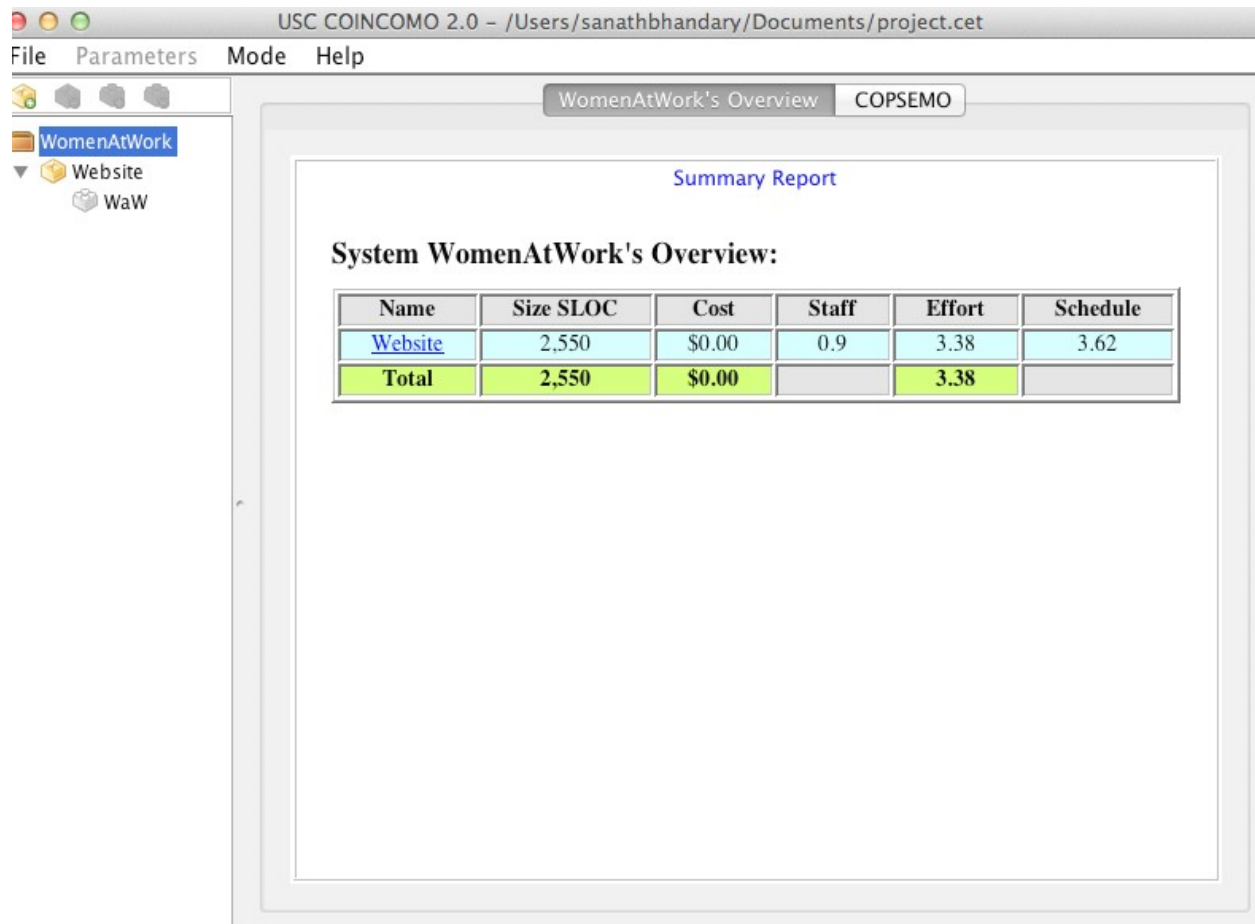 USC COINCOMO 2.0 – /Users/sanathbhandary/Documents/project.cet
File Parameters Mode Help
WomenAtWork's Overview COPSEMO
WomenAtWork
Website
WaW
Summary Report
System WomenAtWork's Overview:
Name Size SLOC Cost Staff Effort Schedule
Website 2,550 $0.00 0.9 3.38 3.62
Total 2,550 $0.00 3.38